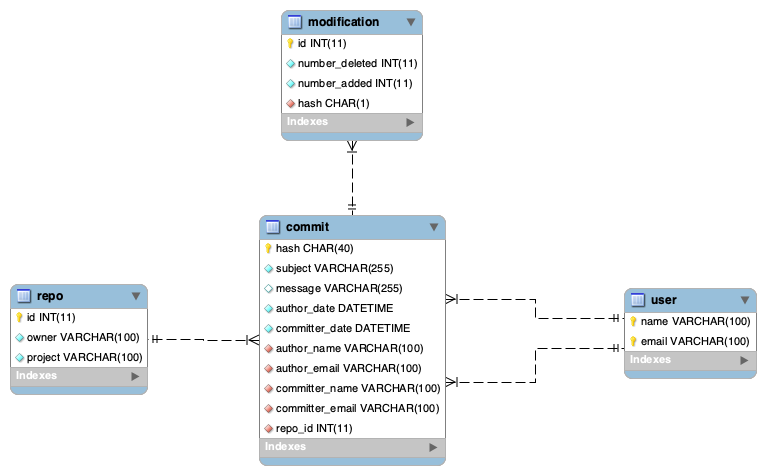 modification
id INT(11)
number_deleted INT(11)
number_added INT(11)
hash CHAR(1)
Indexes
commit
hash CHAR(40)
subject VARCHAR(255)
message VARCHAR(255)
author_date DATETIME
committer_date DATETIME
author_name VARCHAR(100)
author_email VARCHAR(100)
committer_name VARCHAR(100)
committer_email VARCHAR(100)
repo_id INT(11)
Indexes
repo
id INT(11)
owner VARCHAR(100)
project VARCHAR(100)
Indexes
user
name VARCHAR(100)
email VARCHAR(100)
Indexes